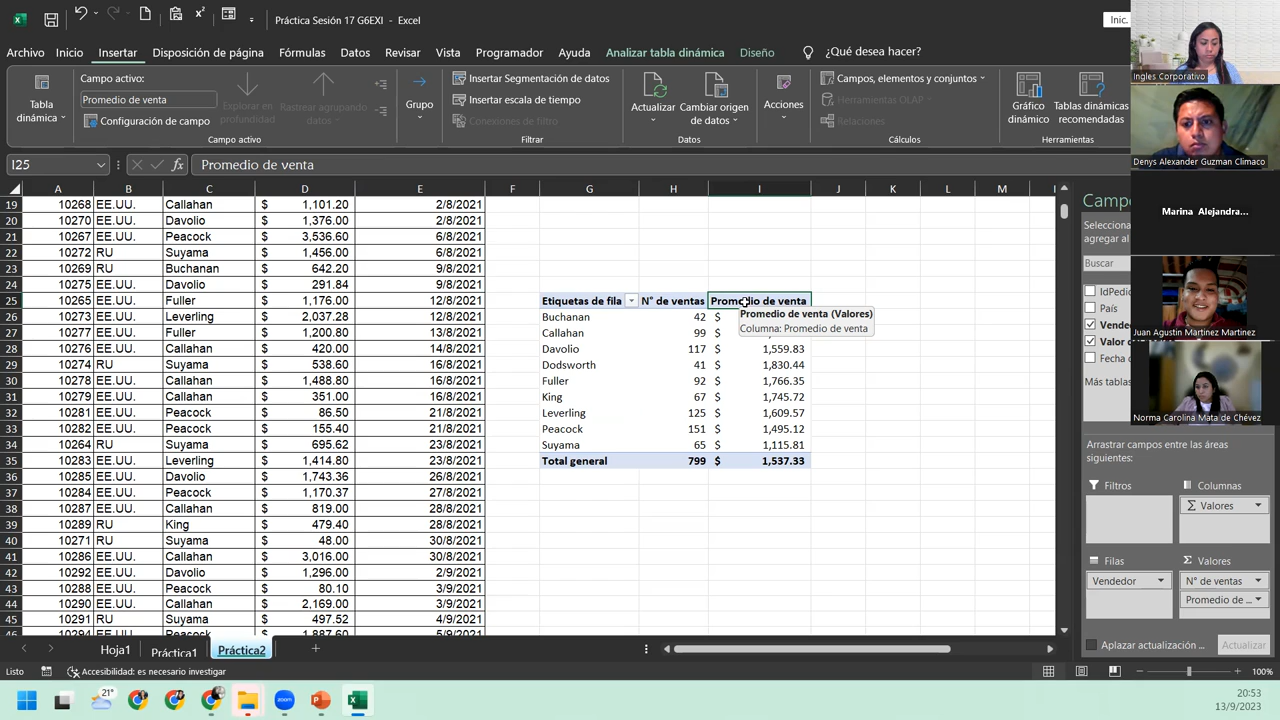 Práctica Sesión 17 G6EXI - Excel
Inic.
Archivo Inicio Insertar Disposición de página Fórmulas Datos Revisar Vista Programador Ayuda Analizar tabla dinámica Diseño ¿Qué desea hacer?
Tabla dinámica
Campo activo:
Promedio de venta
Configuración de campo
Explorar en profundidad
Rastrear agrupando datos
Campo activo
Grupo
Insertar Segmentación de datos
Insertar escala de tiempo
Conexiones de filtro
Filtrar
Actualizar
Cambiar origen de datos
Datos
Acciones
Campos, elementos y conjuntos
Herramientas OLAP
Relaciones
Cálculos
Gráfico dinámico
Tablas dinámicas recomendadas
Herramientas
I25 fx Promedio de venta
A B C D E F G H I J K L M
19 10268 EE.UU. Callahan $ 1,101.20 2/8/2021
20 10270 EE.UU. Davolio $ 1,376.00 2/8/2021
21 10267 EE.UU. Peacock $ 3,536.60 6/8/2021
22 10272 RU Suyama $ 1,456.00 6/8/2021
23 10269 RU Buchanan $ 642.20 9/8/2021
24 10275 EE.UU. Davolio $ 291.84 9/8/2021
25 10265 EE.UU. Fuller $ 1,176.00 12/8/2021
26 10273 EE.UU. Leverling $ 2,037.28 12/8/2021
27 10277 EE.UU. Fuller $ 1,200.80 13/8/2021
28 10276 EE.UU. Callahan $ 420.00 14/8/2021
29 10274 RU Suyama $ 538.60 16/8/2021
30 10278 EE.UU. Callahan $ 1,488.80 16/8/2021
31 10279 EE.UU. Callahan $ 351.00 16/8/2021
32 10281 EE.UU. Peacock $ 86.50 21/8/2021
33 10282 EE.UU. Peacock $ 155.40 21/8/2021
34 10264 RU Suyama $ 695.62 23/8/2021
35 10283 EE.UU. Leverling $ 1,414.80 23/8/2021
36 10285 EE.UU. Davolio $ 1,743.36 26/8/2021
37 10284 EE.UU. Peacock $ 1,170.37 27/8/2021
38 10287 EE.UU. Callahan $ 819.00 28/8/2021
39 10289 RU King $ 479.40 28/8/2021
40 10271 RU Suyama $ 48.00 30/8/2021
41 10286 EE.UU. Callahan $ 3,016.00 30/8/2021
42 10292 EE.UU. Davolio $ 1,296.00 2/9/2021
43 10288 EE.UU. Peacock $ 80.10 3/9/2021
44 10290 EE.UU. Callahan $ 2,169.00 3/9/2021
45 10291 RU Suyama $ 497.52 4/9/2021
46 10294 EE.UU. Peacock $ 1,887.60 5/9/2021
Etiquetas de fila N° de ventas Promedio de venta
Buchanan 42 $
Callahan 99 $
Davolio 117 $ 1,559.83
Dodsworth 41 $ 1,830.44
Fuller 92 $ 1,766.35
King 67 $ 1,745.72
Leverling 125 $ 1,609.57
Peacock 151 $ 1,495.12
Suyama 65 $ 1,115.81
Total general 799 $ 1,537.33
Promedio de venta (Valores)
Columna: Promedio de venta
Ingles Corporativo
Denys Alexander Guzman Climaco
Marina Alejandra...
Juan Agustin Martinez Martinez
Norma Carolina Mata de Chévez
Campo
Selecciona
agregar al
Buscar
IdPedic
País
Vende
Valor d
Fecha d
Más tablas
Arrastrar campos entre las áreas
siguientes:
Filtros
Columnas
Σ Valores
Filas
Σ Valores
Vendedor
N° de ventas
Promedio de ...
Aplazar actualización ...
Actualizar
Hoja1 Práctica1 Práctica2
Listo
Accesibilidad: es necesario investigar
100%
21°
zoom
20:53
13/9/2023